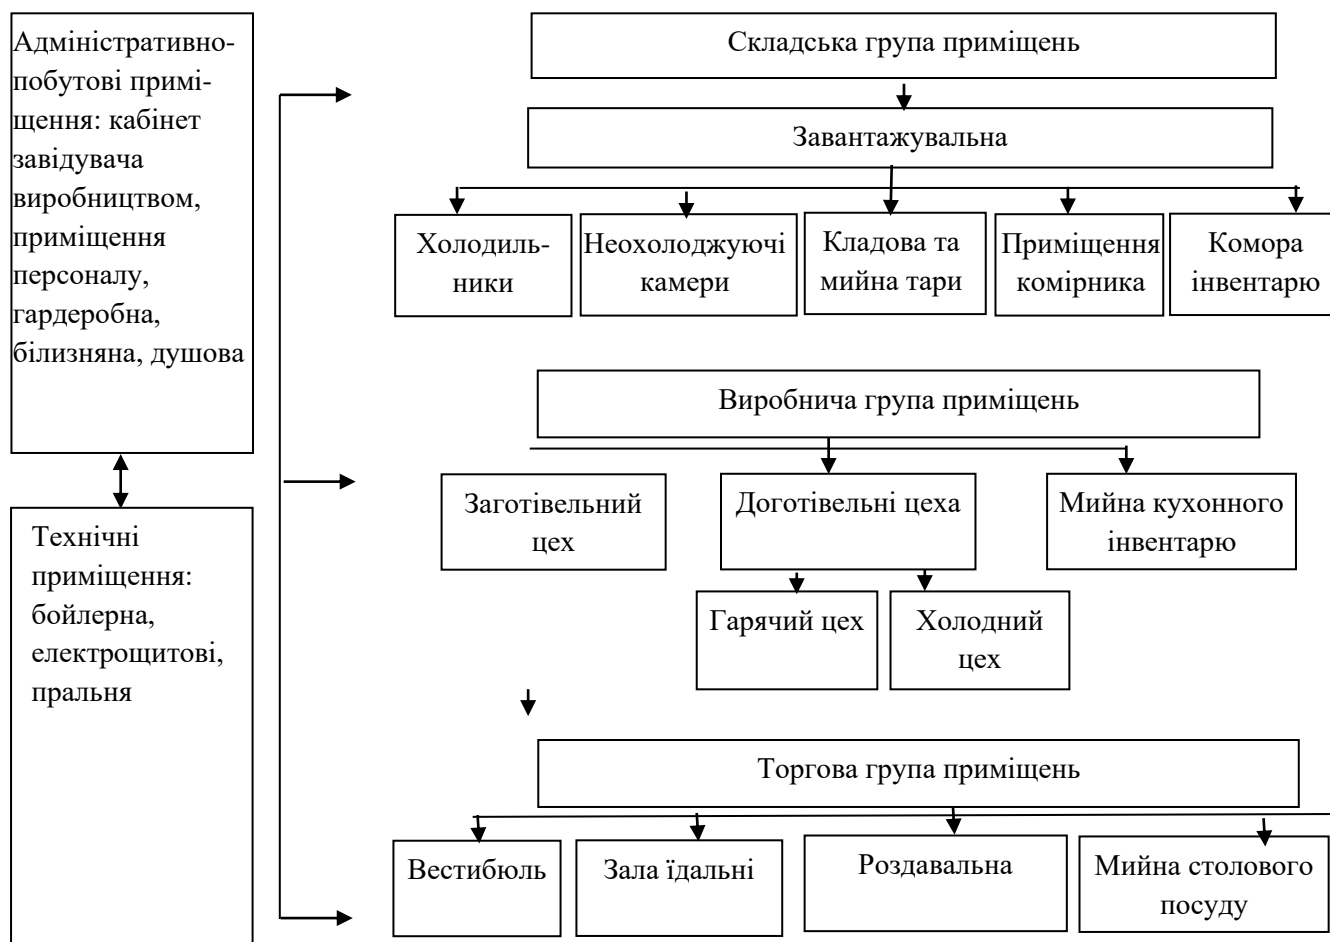 Адміністративно-
побутові примі-
щення: кабінет
завідувача
виробництвом,
приміщення
персоналу,
гардеробна,
білизняна, душова
Технічні
приміщення:
бойлерна,
електрощитові,
пральня
Складська група приміщень
Завантажувальна
Холодиль-
ники
Неохолоджуючі
камери
Кладова та
мийна тари
Приміщення
комірника
Комора
інвентарю
Виробнича група приміщень
Заготівельний
цех
Доготівельні цеха
Мийна кухонного
інвентарю
Гарячий цех
Холодний
цех
Торгова група приміщень
Вестибюль
Зала їдальні
Роздавальна
Мийна столового
посуду